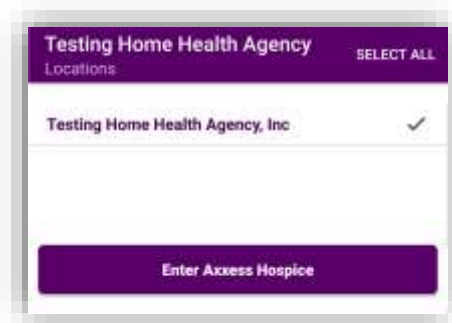 Testing Home Health Agency
SELECT ALL
Locations
Testing Home Health Agency, Inc
Enter Axxess Hospice